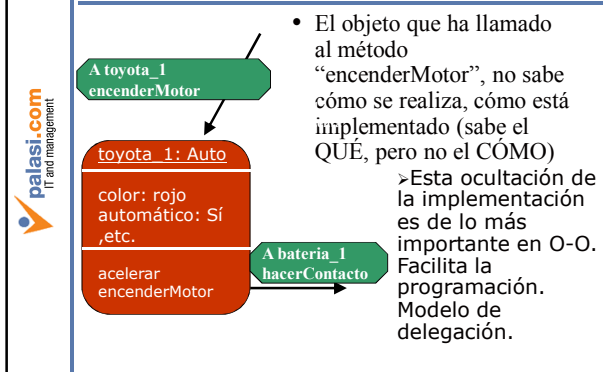 palasi.com
IT and management
A toyota_1
encenderMotor
toyota_1: Auto
color: rojo
automático: Sí
,etc.
acelerar
encenderMotor
A bateria_1
hacerContacto
• El objeto que ha llamado
al método
“encenderMotor”, no sabe
cómo se realiza, cómo está
implementado (sabe el
QUÉ, pero no el CÓMO)
➢Esta ocultación de
la implementación
es de lo más
importante en O-O.
Facilita la
programación.
Modelo de
delegación.